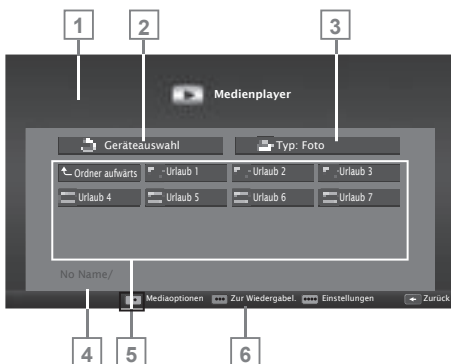 1 2 3
Medienplayer
Geräteauswahl Typ: Foto
Ordner aufwärts Urlaub 1 Urlaub 2 Urlaub 3
Urlaub 4 Urlaub 5 Urlaub 6 Urlaub 7
No Name/
Mediaoptionen Zur Wiedergabel. Einstellungen Zurück
4 5 6